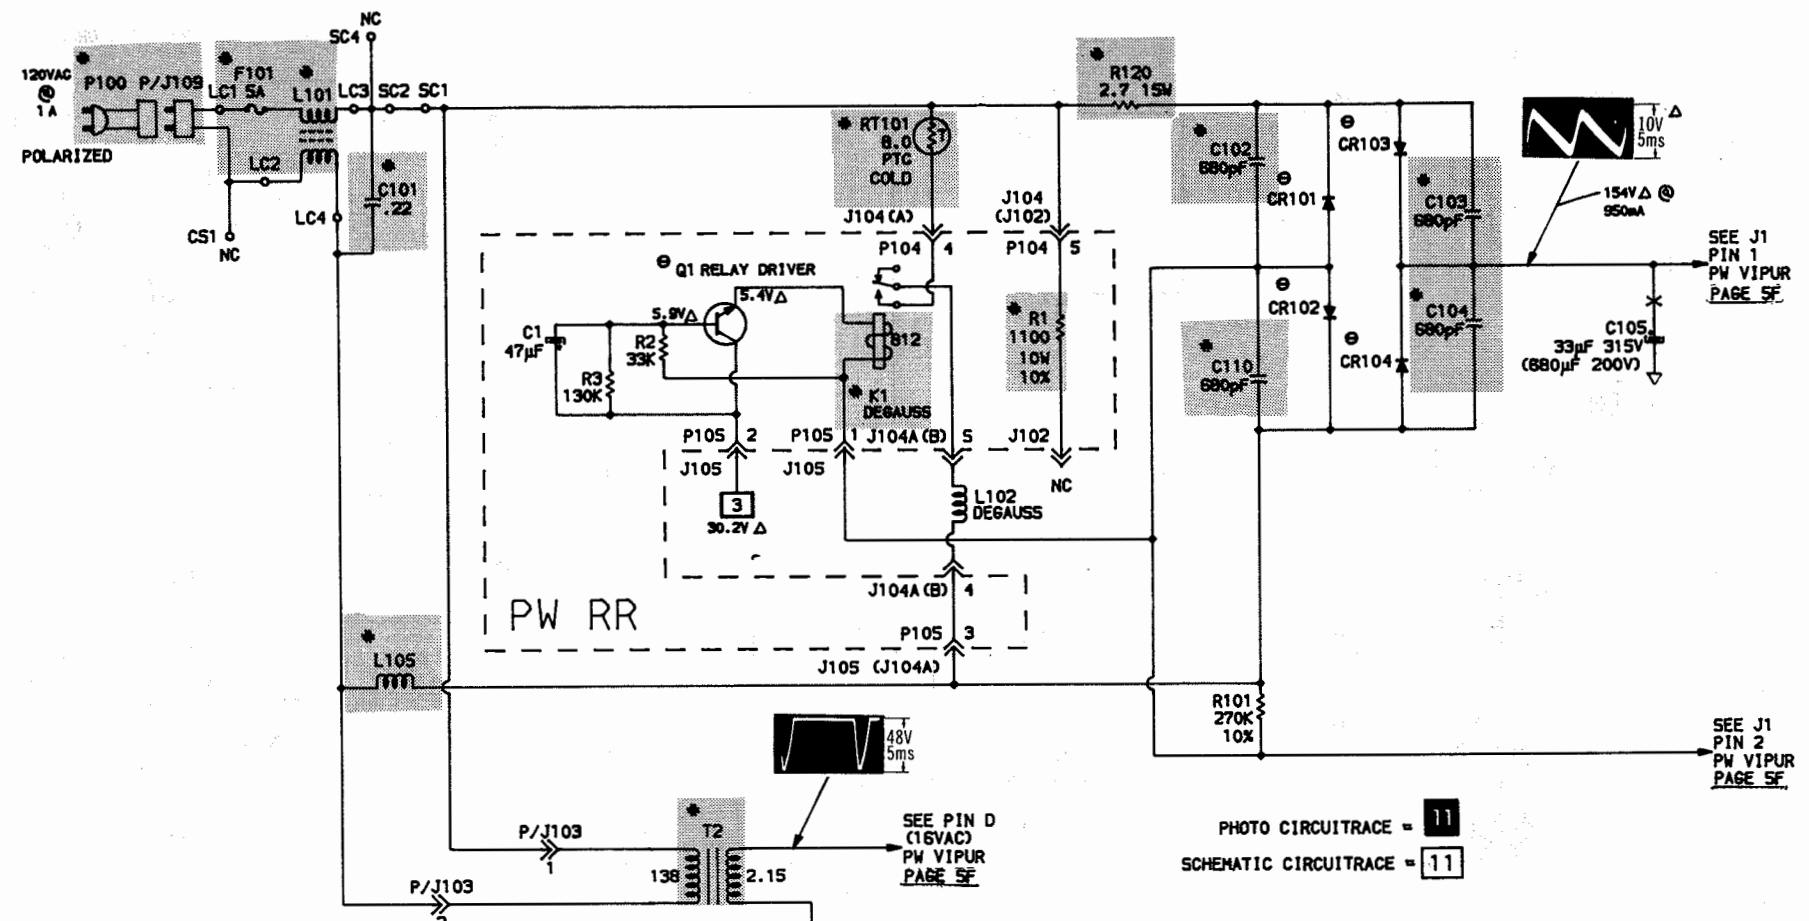 NC
SC4
120VAC
@
1A
POLARIZED
P100 P/J109
F101
LC1 5A
L101
LC3 SC2 SC1
LC2
C101
.22
LC4
CS1
NC
RT101
8.0
PTC
COLD
R120
2.7 15W
C102
680pF
CR101
CR103
10V
5ms
154V △ @
950mA
C103
680pF
J104(A)
P104 4
J104
(J102)
P104 5
Q1 RELAY DRIVER
5.4V△
5.9V△
C1
47µF
R2
33K
R3
130K
812
K1
DEGAUSS
R1
1100
10W
10%
CR102
CR104
C104
680pF
C110
680pF
C105
33µF 315V
(680µF 200V)
SEE J1
PIN 1
PW VIPUR
PAGE 5F
P105 2
J105
P105 1
J105
J104A(B) 5
J102
NC
3
30.2V △
L102
DEGAUSS
J104A(B) 4
PW RR
P105 3
J105 (J104A)
L105
R101
270K
10%
48V
5ms
SEE J1
PIN 2
PW VIPUR
PAGE 5F
P/J103
1
T2
138
2.15
SEE PIN D
(16VAC)
PW VIPUR
PAGE 5F
P/J103
PHOTO CIRCUITRACE = 11
SCHEMATIC CIRCUITRACE = 11